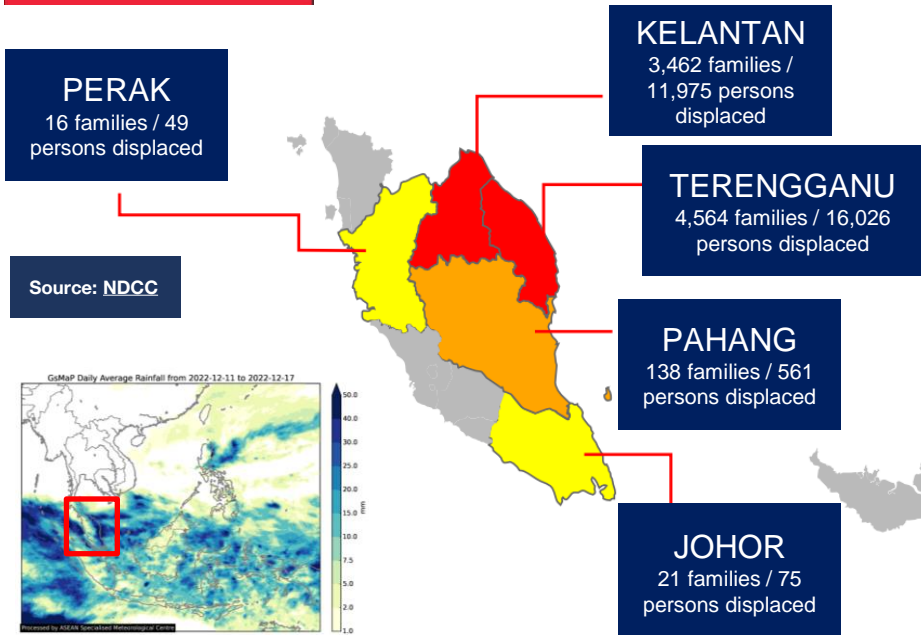 PERAK
16 families / 49
persons displaced
KELANTAN
3,462 families /
11,975 persons
displaced
TERENGGANU
4,564 families / 16,026
persons displaced
Source: NDCC
PAHANG
138 families / 561
persons displaced
JOHOR
21 families / 75
persons displaced
GsMaP Daily Average Rainfall from 2022-12-11 to 2022-12-17
50.0
40.0
30.0
25.0
20.0
15.0
10.0
7.5
5.0
2.0
1.0
mm
Processed by ASEAN Specialised Meteorological Centre